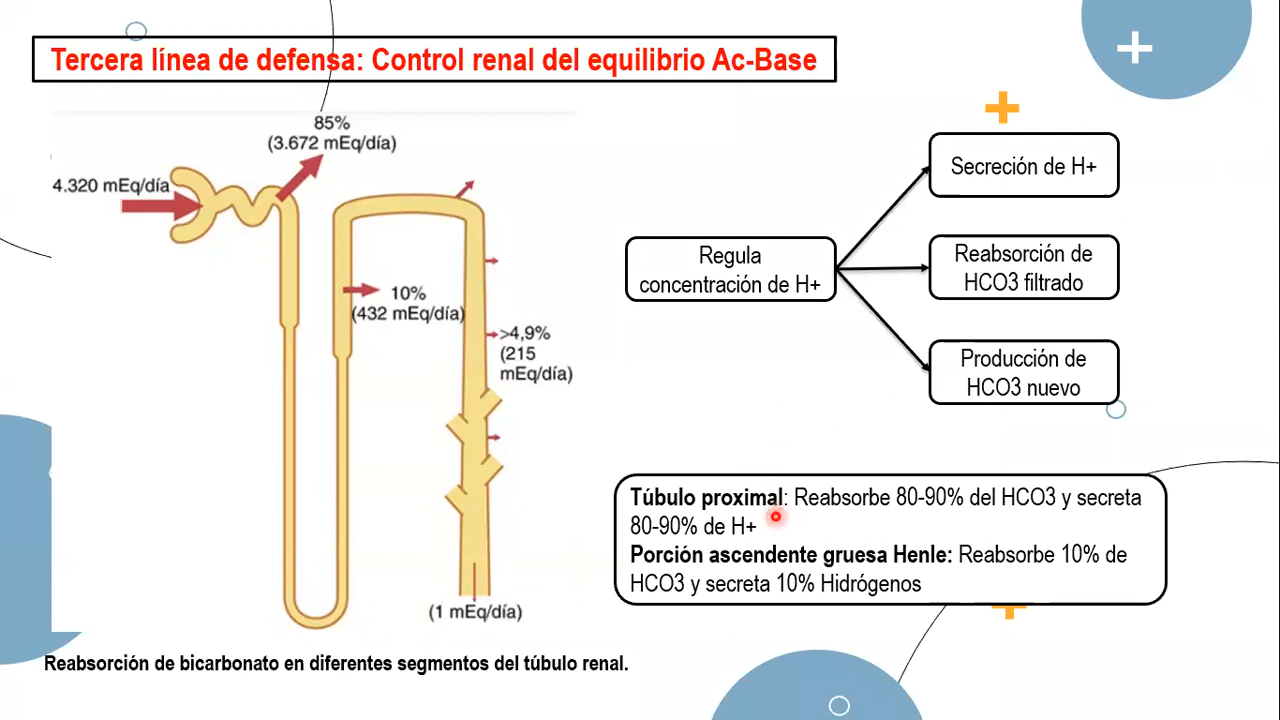 Tercera línea de defensa: Control renal del equilibrio Ac-Base
85%
(3.672 mEq/día)
4.320 mEq/día
10%
(432 mEq/día)
>4,9%
(215
mEq/día)
(1 mEq/día)
Reabsorción de bicarbonato en diferentes segmentos del túbulo renal.
Regula
concentración de H+
Secreción de H+
Reabsorción de
HCO3 filtrado
Producción de
HCO3 nuevo
Túbulo proximal: Reabsorbe 80-90% del HCO3 y secreta
80-90% de H+
Porción ascendente gruesa Henle: Reabsorbe 10% de
HCO3 y secreta 10% Hidrógenos